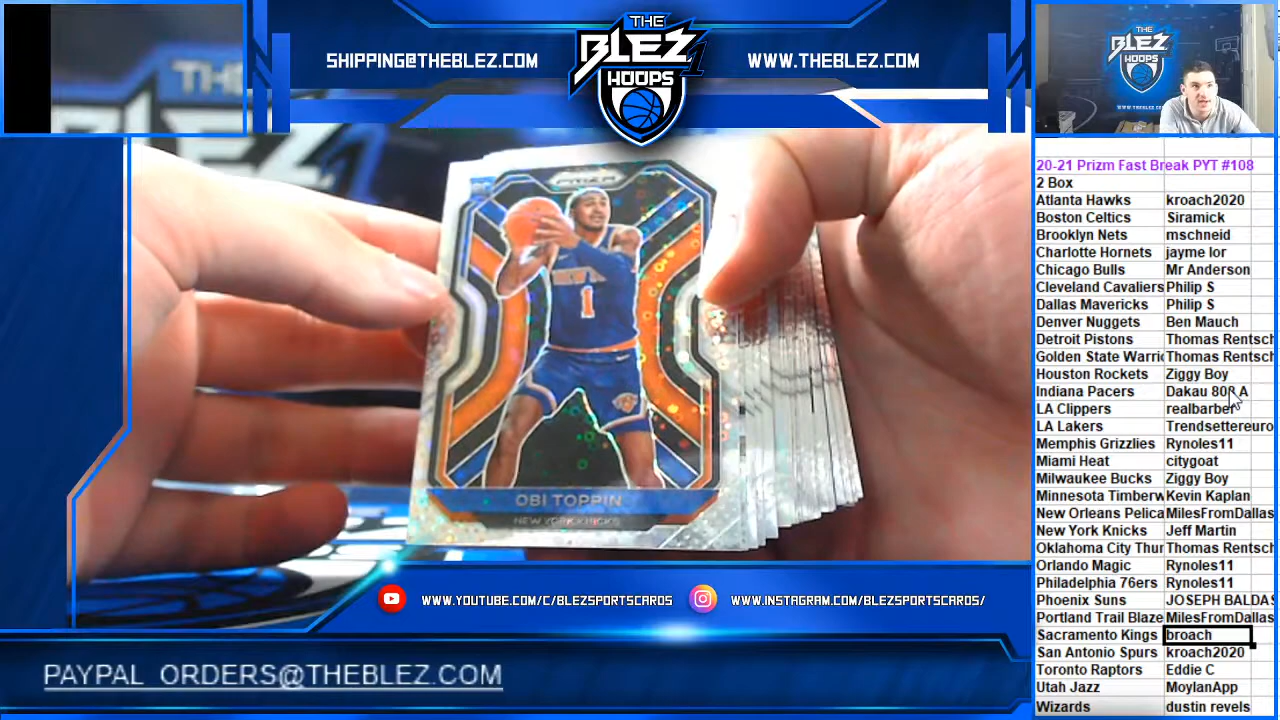 SHIPPING@THEBLEZ.COM
THE
BLEZ
HOOPS
WWW.THEBLEZ.COM
THE
BLEZ
HOOPS
PRIZM
RC
NEW YORK
1
OBI TOPPIN
NEW YORK KNICKS
20-21 Prizm Fast Break PYT #108
2 Box
Atlanta Hawks kroach2020
Boston Celtics Siramick
Brooklyn Nets mschneid
Charlotte Hornets jayme lor
Chicago Bulls Mr Anderson
Cleveland Cavaliers Philip S
Dallas Mavericks Philip S
Denver Nuggets Ben Mauch
Detroit Pistons Thomas Rentsch
Golden State Warric Thomas Rentsch
Houston Rockets Ziggy Boy
Indiana Pacers Dakau 808 A
LA Clippers realbarber
LA Lakers Trendsettereuro
Memphis Grizzlies Rynoles11
Miami Heat citygoat
Milwaukee Bucks Ziggy Boy
Minnesota Timberw Kevin Kaplan
New Orleans Pelica MilesFromDallas
New York Knicks Jeff Martin
Oklahoma City Thur Thomas Rentsch
Orlando Magic Rynoles11
Philadelphia 76ers Rynoles11
Phoenix Suns JOSEPH BALDAS
Portland Trail Blaze MilesFromDallas
Sacramento Kings broach
San Antonio Spurs kroach2020
Toronto Raptors Eddie C
Utah Jazz MoylanApp
Wizards dustin revels
WWW.YOUTUBE.COM/C/BLEZSPORTSCARDS
WWW.INSTAGRAM.COM/BLEZSPORTSCARDS/
PAYPAL ORDERS@THEBLEZ.COM